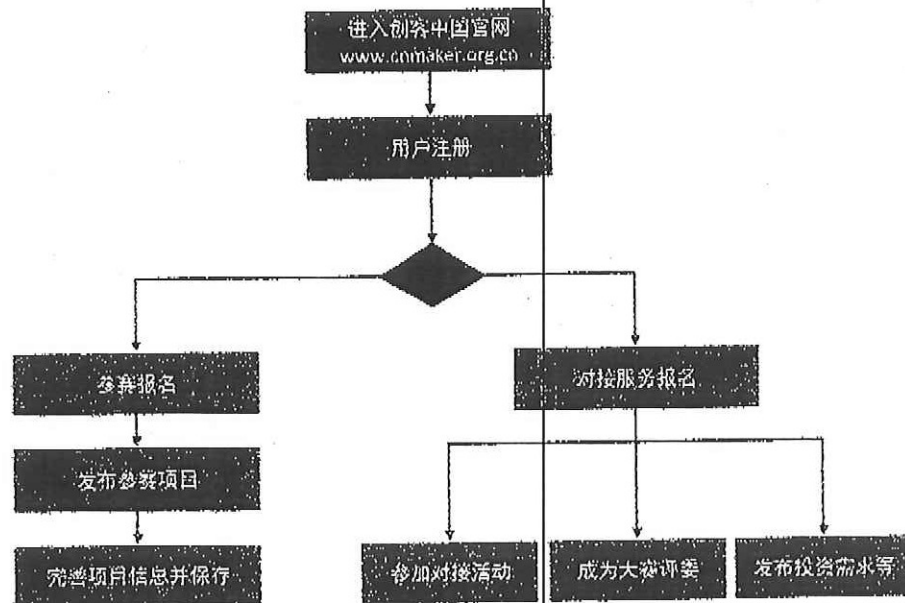 进入创客中国官网
www.cnmaker.org.cn
用户注册
参赛报名
对接服务报名
发布参赛项目
完善项目信息并保存
参加对接活动
成为大赛评委
发布投资需求等